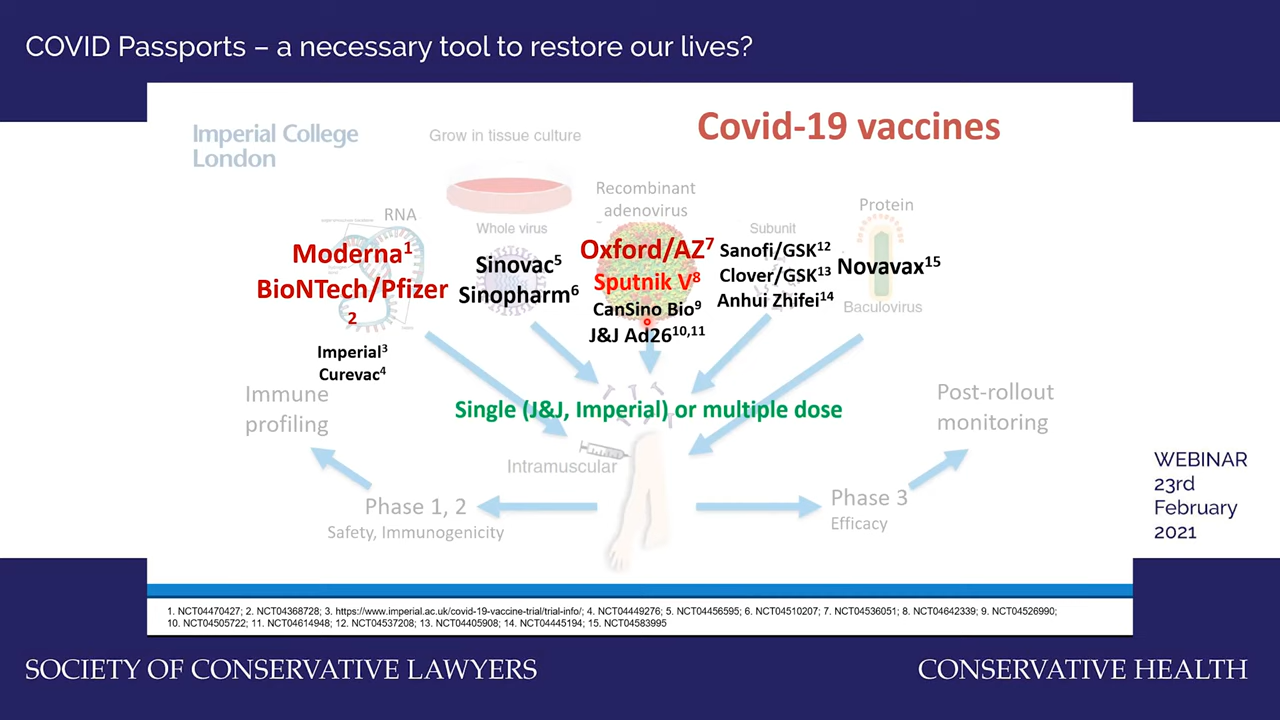 COVID Passports – a necessary tool to restore our lives?
Imperial College
London
Grow in tissue culture
Covid-19 vaccines
RNA
Whole virus
Recombinant
adenovirus
Subunit
Protein
Moderna¹
BioNTech/Pfizer
2
Imperial³
Curevac⁴
Sinovac⁵
Sinopharm⁶
Oxford/AZ⁷
Sputnik V⁸
CanSino Bio⁹
J&J Ad26¹⁰,¹¹
Sanofi/GSK¹²
Clover/GSK¹³
Anhui Zhifei¹⁴
Novavax¹⁵
Baculovirus
Single (J&J, Imperial) or multiple dose
Immune
profiling
Intramuscular
Phase 1, 2
Safety, Immunogenicity
Phase 3
Efficacy
Post-rollout
monitoring
WEBINAR
23rd
February
2021
1. NCT04470427; 2. NCT04368728; 3. https://www.imperial.ac.uk/covid-19-vaccine-trial/trial-info/; 4. NCT04449276; 5. NCT04456595; 6. NCT04510207; 7. NCT04536051; 8. NCT04642339; 9. NCT04526990;
10. NCT04505722; 11. NCT04614948; 12. NCT04537208; 13. NCT04405908; 14. NCT04445194; 15. NCT04583995
SOCIETY OF CONSERVATIVE LAWYERS
CONSERVATIVE HEALTH